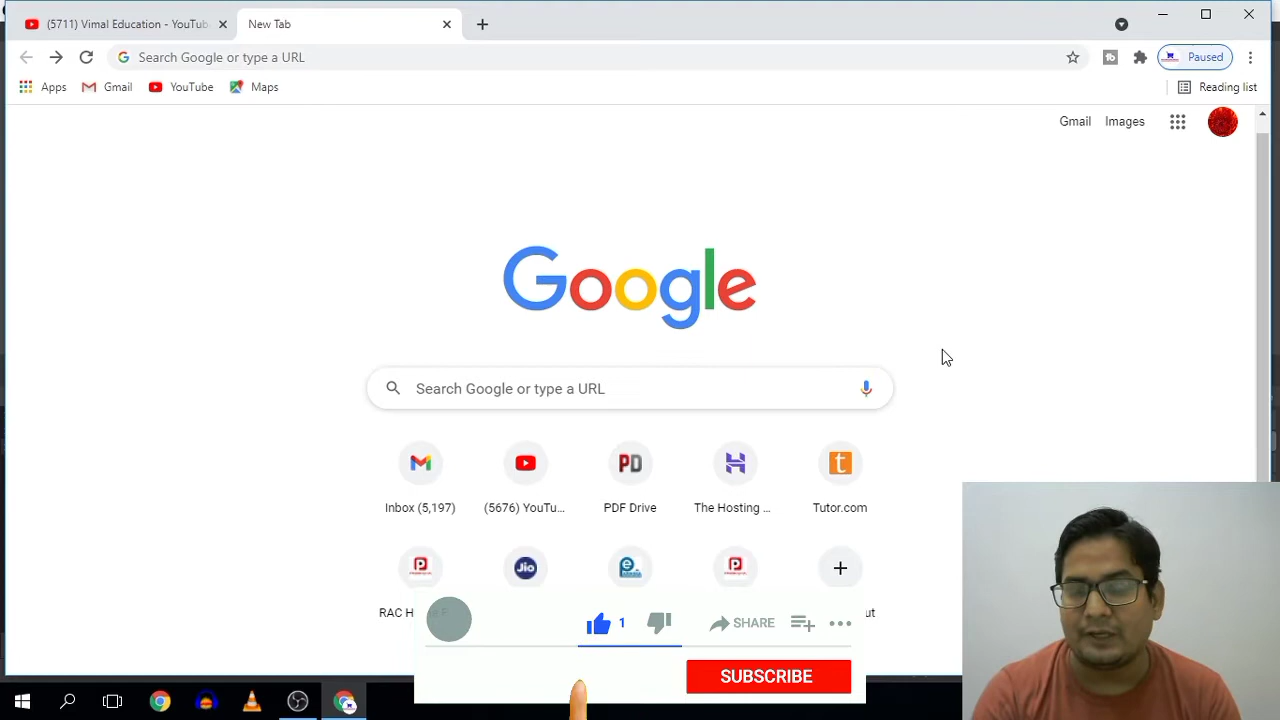 (5711) Vimal Education - YouTub
New Tab
Search Google or type a URL
Paused
Apps
Gmail
YouTube
Maps
Reading list
Gmail
Images
Google
Search Google or type a URL
PD
t
Inbox (5,197)
(5676) YouTu...
PDF Drive
The Hosting ...
Tutor.com
Jio
RAC H
1
SHARE
SUBSCRIBE